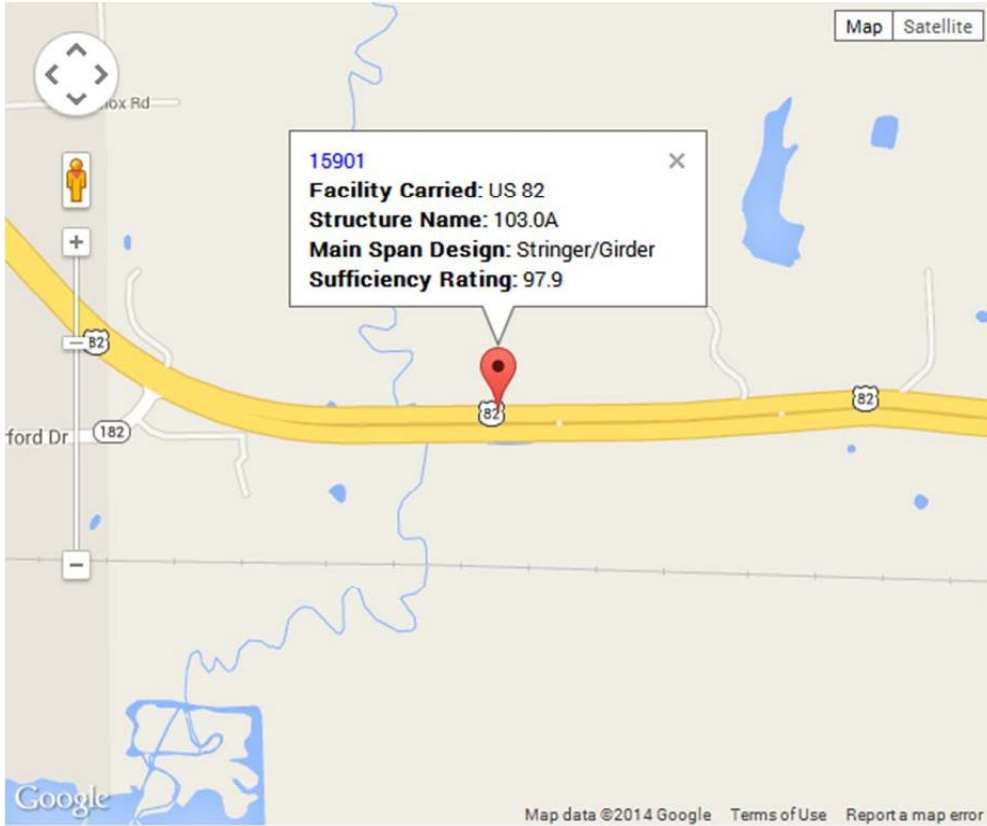 Map Satellite
ox Rd
15901
Facility Carried: US 82
Structure Name: 103.0A
Main Span Design: Stringer/Girder
Sufficiency Rating: 97.9
82
82
82
ford Dr
182
Google
Map data ©2014 Google Terms of Use Report a map error